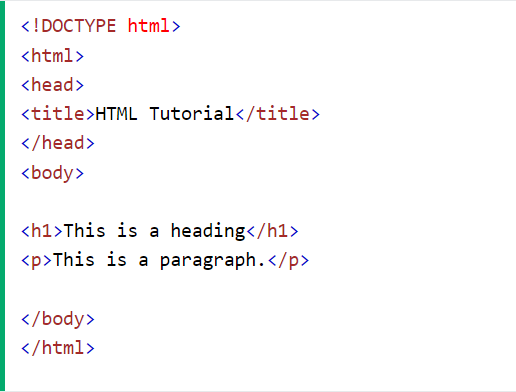 <!DOCTYPE html>
<html>
<head>
<title>HTML Tutorial</title>
</head>
<body>
<h1>This is a heading</h1>
<p>This is a paragraph.</p>
</body>
</html>